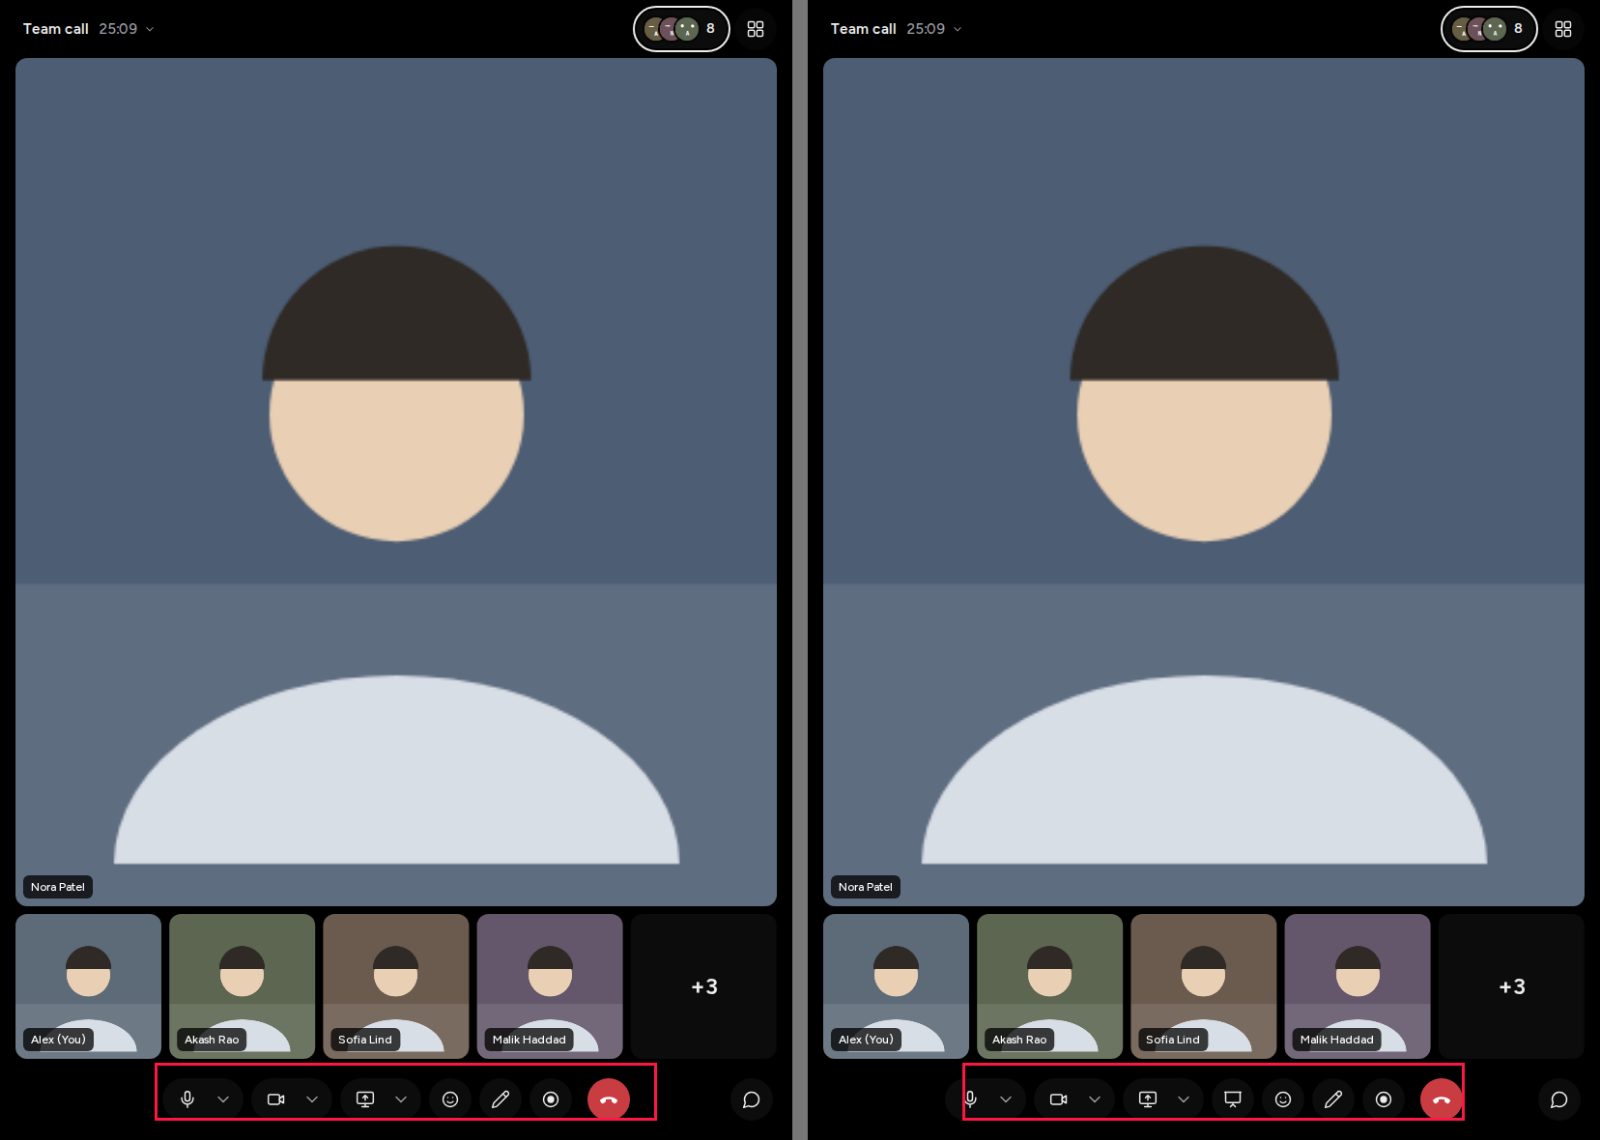 Team call 25:09
8
Nora Patel
Alex (You)
Akash Rao
Sofia Lind
Malik Haddad
+3
Team call 25:09
8
Nora Patel
Alex (You)
Akash Rao
Sofia Lind
Malik Haddad
+3